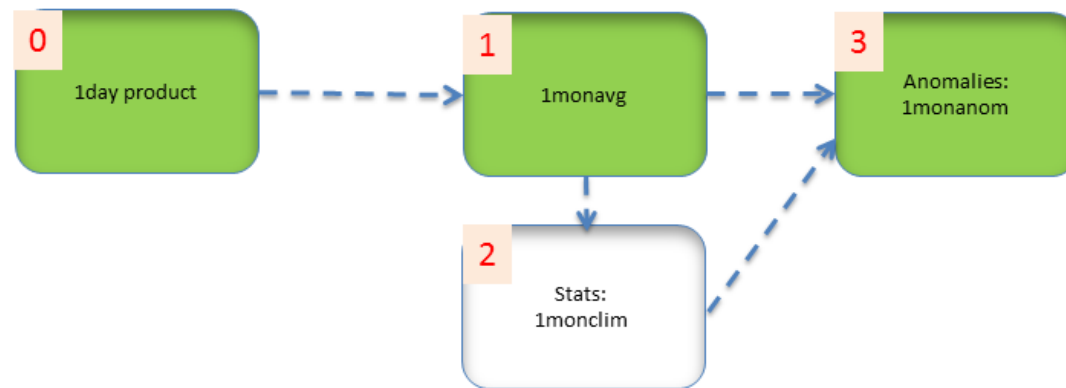 0
1day product
1
1monavg
3
Anomalies:
1monanom
2
Stats:
1monclim